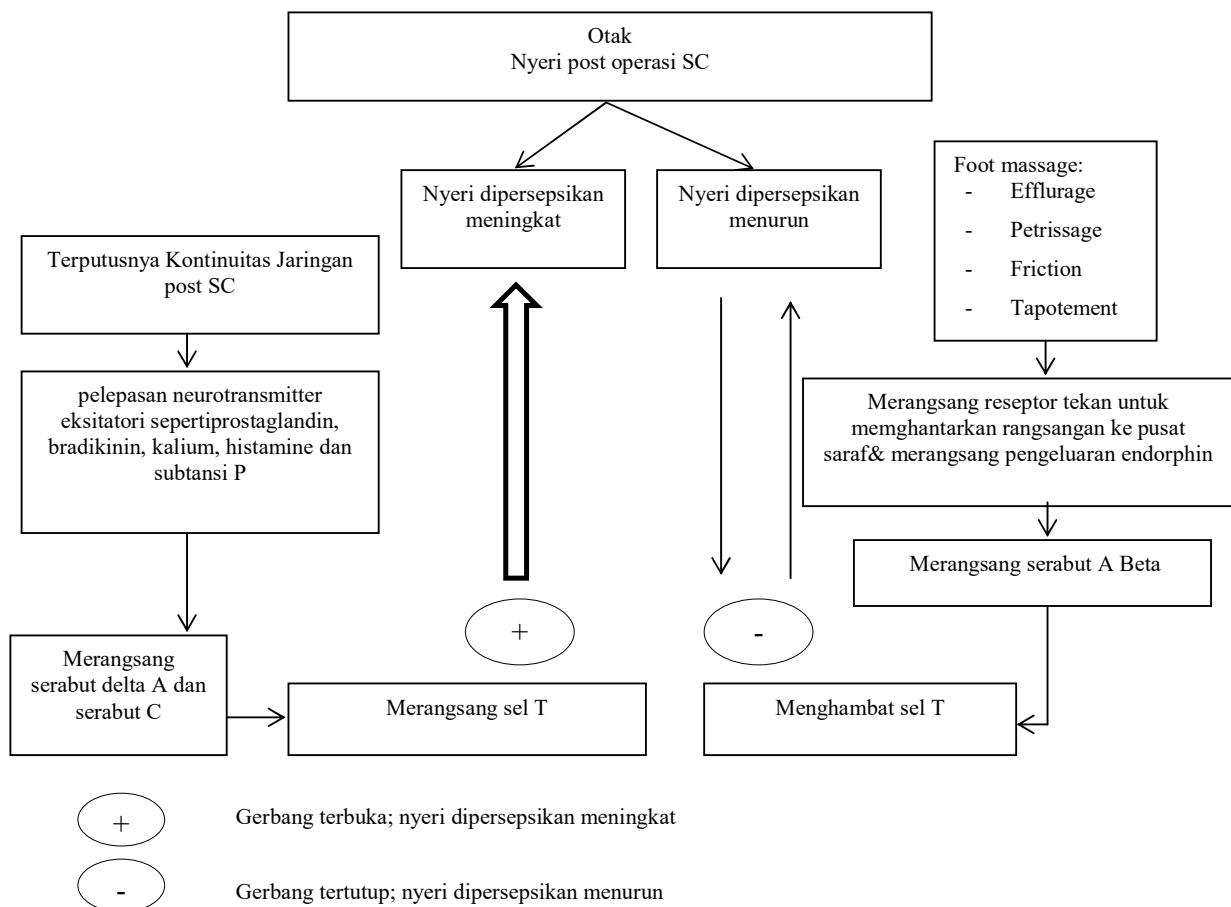 Otak
Nyeri post operasi SC
Nyeri dipersepsikan
meningkat
Nyeri dipersepsikan
menurun
Foot massage:
- Efflurage
- Petrissage
- Friction
- Tapotement
Terputusnya Kontinuitas Jaringan
post SC
pelepasan neurotransmitter
eksitatori sepertiprostaglandin,
bradikinin, kalium, histamine dan
subtansi P
Merangsang reseptor tekan untuk
memghantarkan rangsangan ke pusat
saraf& merangsang pengeluaran endorphin
Merangsang serabut A Beta
+
-
Merangsang
serabut delta A dan
serabut C
Merangsang sel T
Menghambat sel T
+ Gerbang terbuka; nyeri dipersepsikan meningkat
- Gerbang tertutup; nyeri dipersepsikan menurun